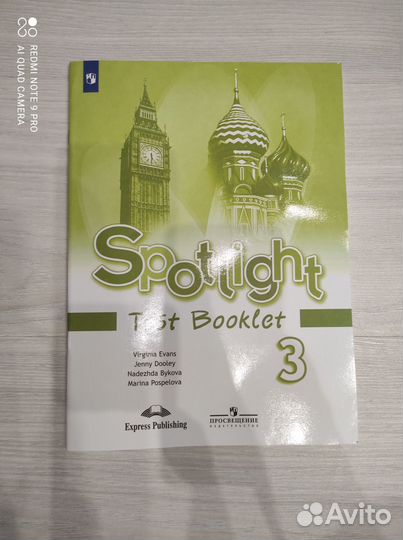 REDMI NOTE 9 PRO
AI QUAD CAMERA
Spotlight
Test Booklet
3
Virginia Evans
Jenny Dooley
Nadezhda Bykova
Marina Pospelova
Express Publishing
ПРОСВЕЩЕНИЕ
ИЗДАТЕЛЬСТВО
Avito